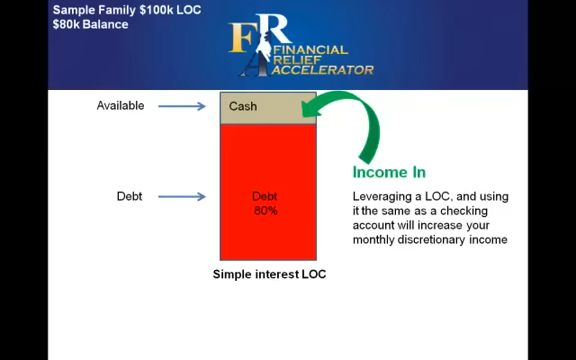 Sample Family $100k LOC
$80k Balance
FR
A
FINANCIAL
RELIEF
ACCELERATOR
Available
Cash
Income In
Leveraging a LOC, and using
it the same as a checking
account will increase your
monthly discretionary income
Debt
Debt
80%
Simple interest LOC